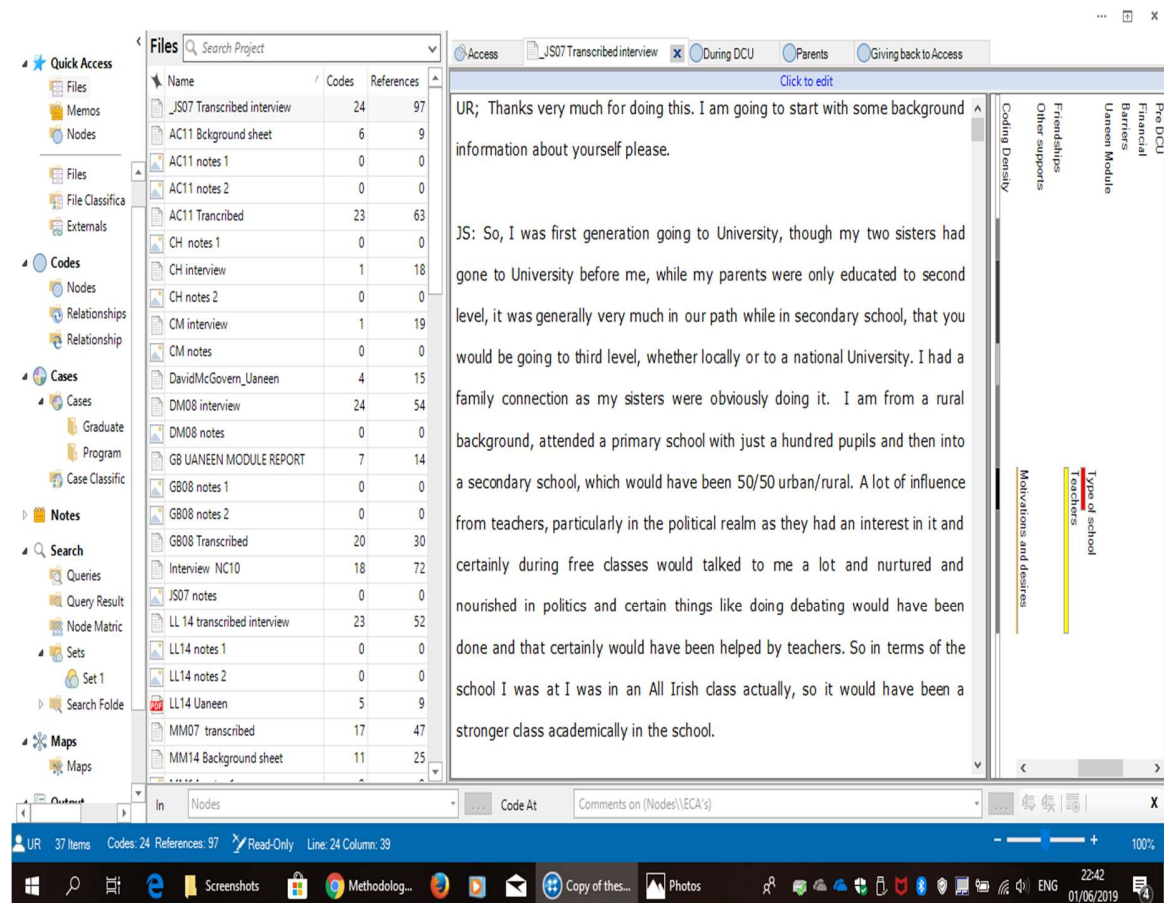 Quick Access
Files
Memos
Nodes
Files
File Classifica
Externals
Codes
Nodes
Relationships
Relationship
Cases
Cases
Graduate
Program
Case Classific
Notes
Search
Queries
Query Result
Node Matric
Sets
Set 1
Search Folde
Maps
Maps
Output
Files Search Project
Name Codes References
_JS07 Transcribed interview 24 97
AC11 Bckground sheet 6 9
AC11 notes 1 0 0
AC11 notes 2 0 0
AC11 Trancribed 23 63
CH notes 1 0 0
CH interview 1 18
CH notes 2 0 0
CM interview 1 19
CM notes 0 0
DavidMcGovern_Uaneen 4 15
DM08 interview 24 54
DM08 notes 0 0
GB UANEEN MODULE REPORT 7 14
GB08 notes 1 0 0
GB08 notes 2 0 0
GB08 Transcribed 20 30
Interview NC10 18 72
JS07 notes 0 0
LL 14 transcribed interview 23 52
LL14 notes 1 0 0
LL14 notes 2 0 0
LL14 Uaneen 5 9
MM07 transcribed 17 47
MM14 Background sheet 11 25
Access _JS07 Transcribed interview X During DCU Parents Giving back to Access
Click to edit
UR; Thanks very much for doing this. I am going to start with some background
information about yourself please.
JS: So, I was first generation going to University, though my two sisters had
gone to University before me, while my parents were only educated to second
level, it was generally very much in our path while in secondary school, that you
would be going to third level, whether locally or to a national University. I had a
family connection as my sisters were obviously doing it. I am from a rural
background, attended a primary school with just a hundred pupils and then into
a secondary school, which would have been 50/50 urban/rural. A lot of influence
from teachers, particularly in the political realm as they had an interest in it and
certainly during free classes would talked to me a lot and nurtured and
nourished in politics and certain things like doing debating would have been
done and that certainly would have been helped by teachers. So in terms of the
school I was at I was in an All Irish class actually, so it would have been a
stronger class academically in the school.
Pre DCU
Financial
Barriers
Uaneen Module
Friendships
Other supports
Coding Density
Type of school
Teachers
Motivations and desires
In Nodes ... Code At Comments on (Nodes\\ECA's) ... X
UR 37 Items Codes: 24 References: 97 Read-Only Line: 24 Column: 39 100%
Screenshots Methodolog... Copy of thes... Photos ENG 22:42
01/06/2019